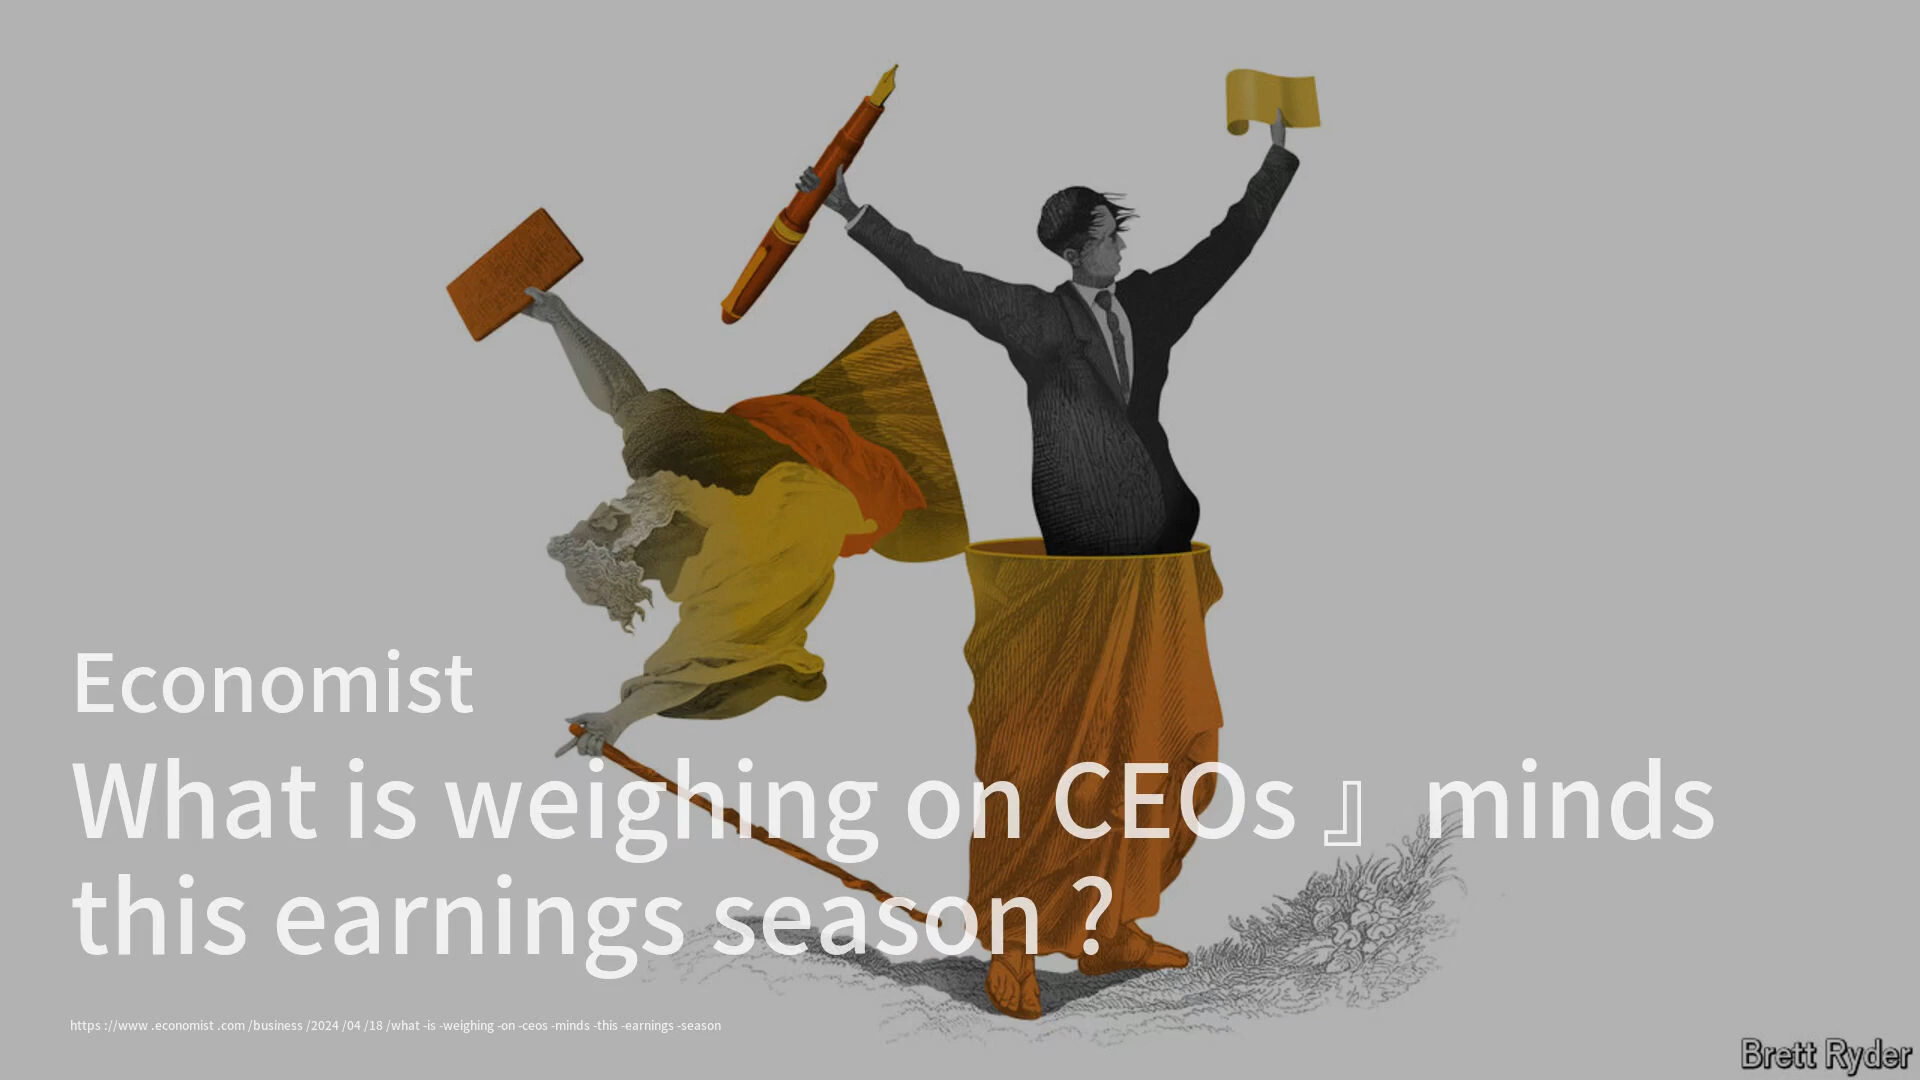 Economist
What is weighing on CEOs 』 minds
this earnings season ?
https ://www .economist .com /business /2024 /04 /18 /what -is -weighing -on -ceos -minds -this -earnings -season
Brett Ryder